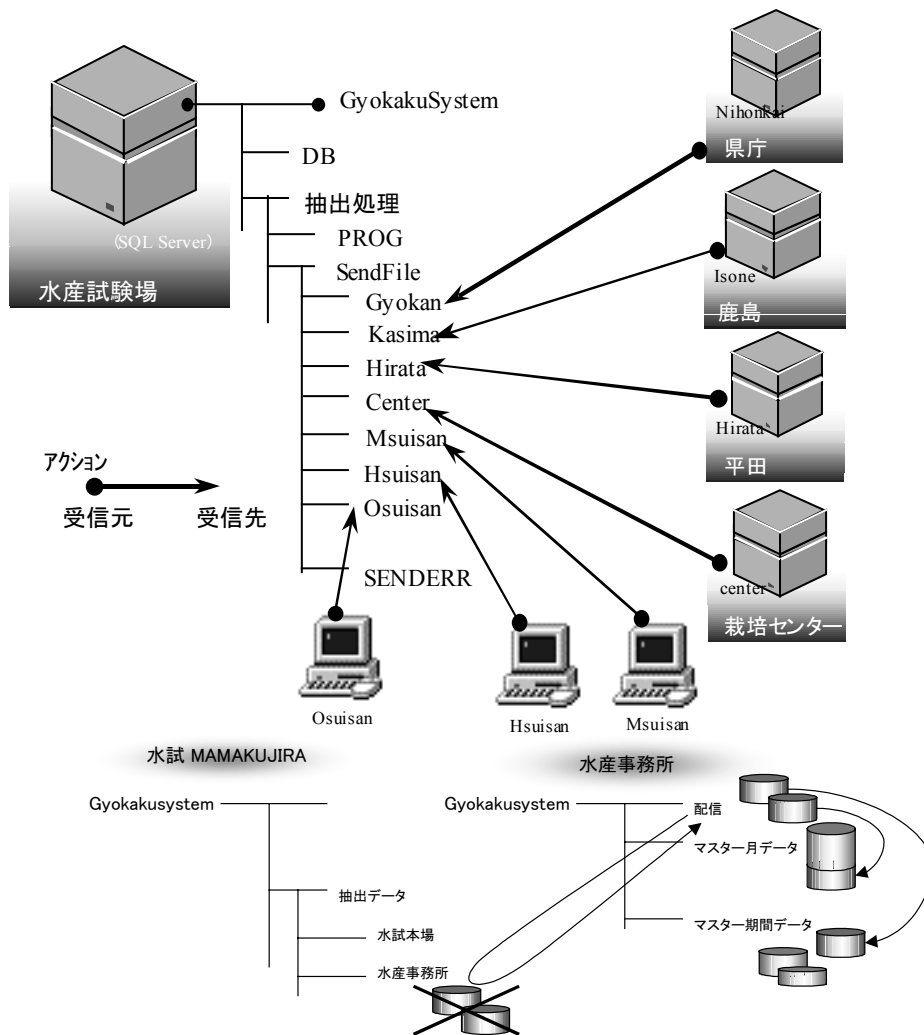 GyokakuSystem
DB
抽出処理
PROG
SendFile
Gyokan
Kasima
Hirata
Center
Msuisan
Hsuisan
Osuisan
SENDERR
(SQL Server)
水産試験場
Nihonkai
県庁
Isone
鹿島
Hirata
平田
center
栽培センター
アクション
受信元 受信先
Osuisan
Hsuisan
Msuisan
水試 MAMAKUJIRA
Gyokakusystem
抽出データ
水試本場
水産事務所
水産事務所
Gyokakusystem
配信
マスター月データ
マスター期間データ